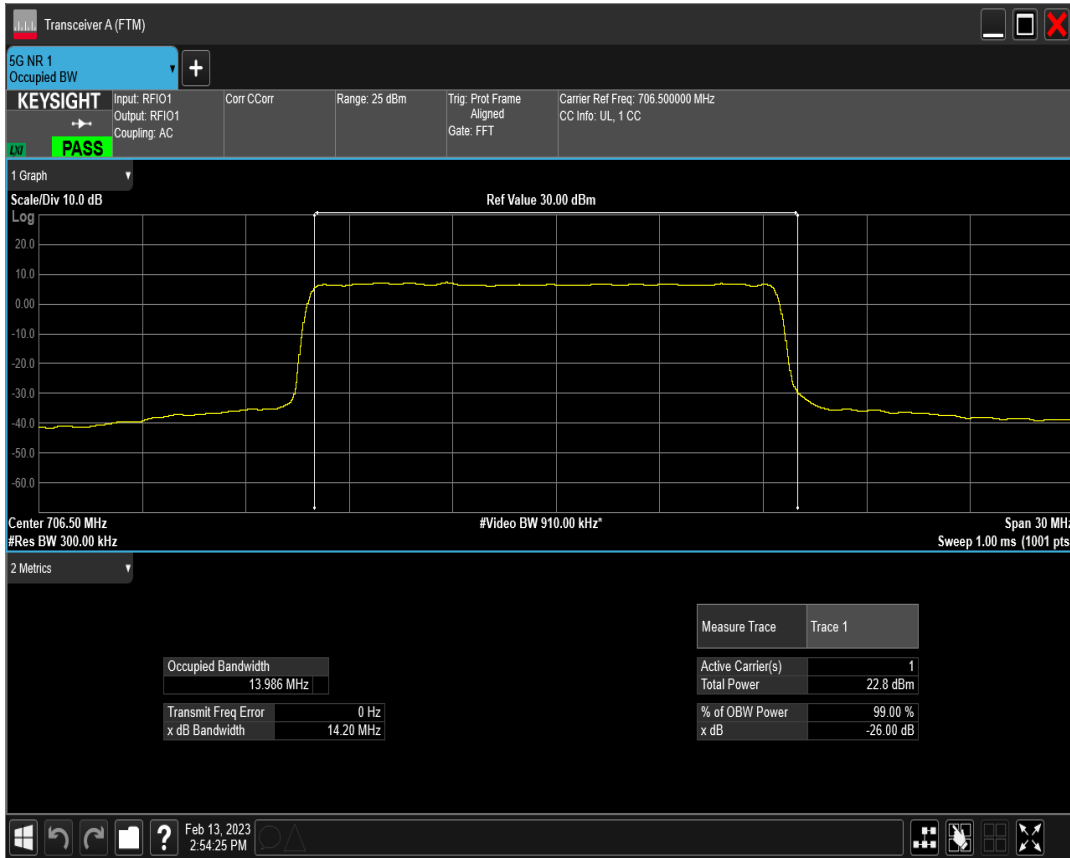 Transceiver A (FTM)
5G NR 1
Occupied BW
+
KEYSIGHT
LXI
PASS
Input: RFIO1
Output: RFIO1
Coupling: AC
Corr CCorr
Range: 25 dBm
Trig: Prot Frame
Aligned
Gate: FFT
Carrier Ref Freq: 706.500000 MHz
CC Info: UL, 1 CC
1 Graph
Scale/Div 10.0 dB
Ref Value 30.00 dBm
Log
20.0
10.0
0.00
-10.0
-20.0
-30.0
-40.0
-50.0
-60.0
Center 706.50 MHz
#Video BW 910.00 kHz*
Span 30 MHz
#Res BW 300.00 kHz
Sweep 1.00 ms (1001 pts
2 Metrics
Measure Trace Trace 1
Occupied Bandwidth
13.986 MHz
Active Carrier(s) 1
Total Power 22.8 dBm
Transmit Freq Error 0 Hz
x dB Bandwidth 14.20 MHz
% of OBW Power 99.00 %
x dB -26.00 dB
?
Feb 13, 2023
2:54:25 PM